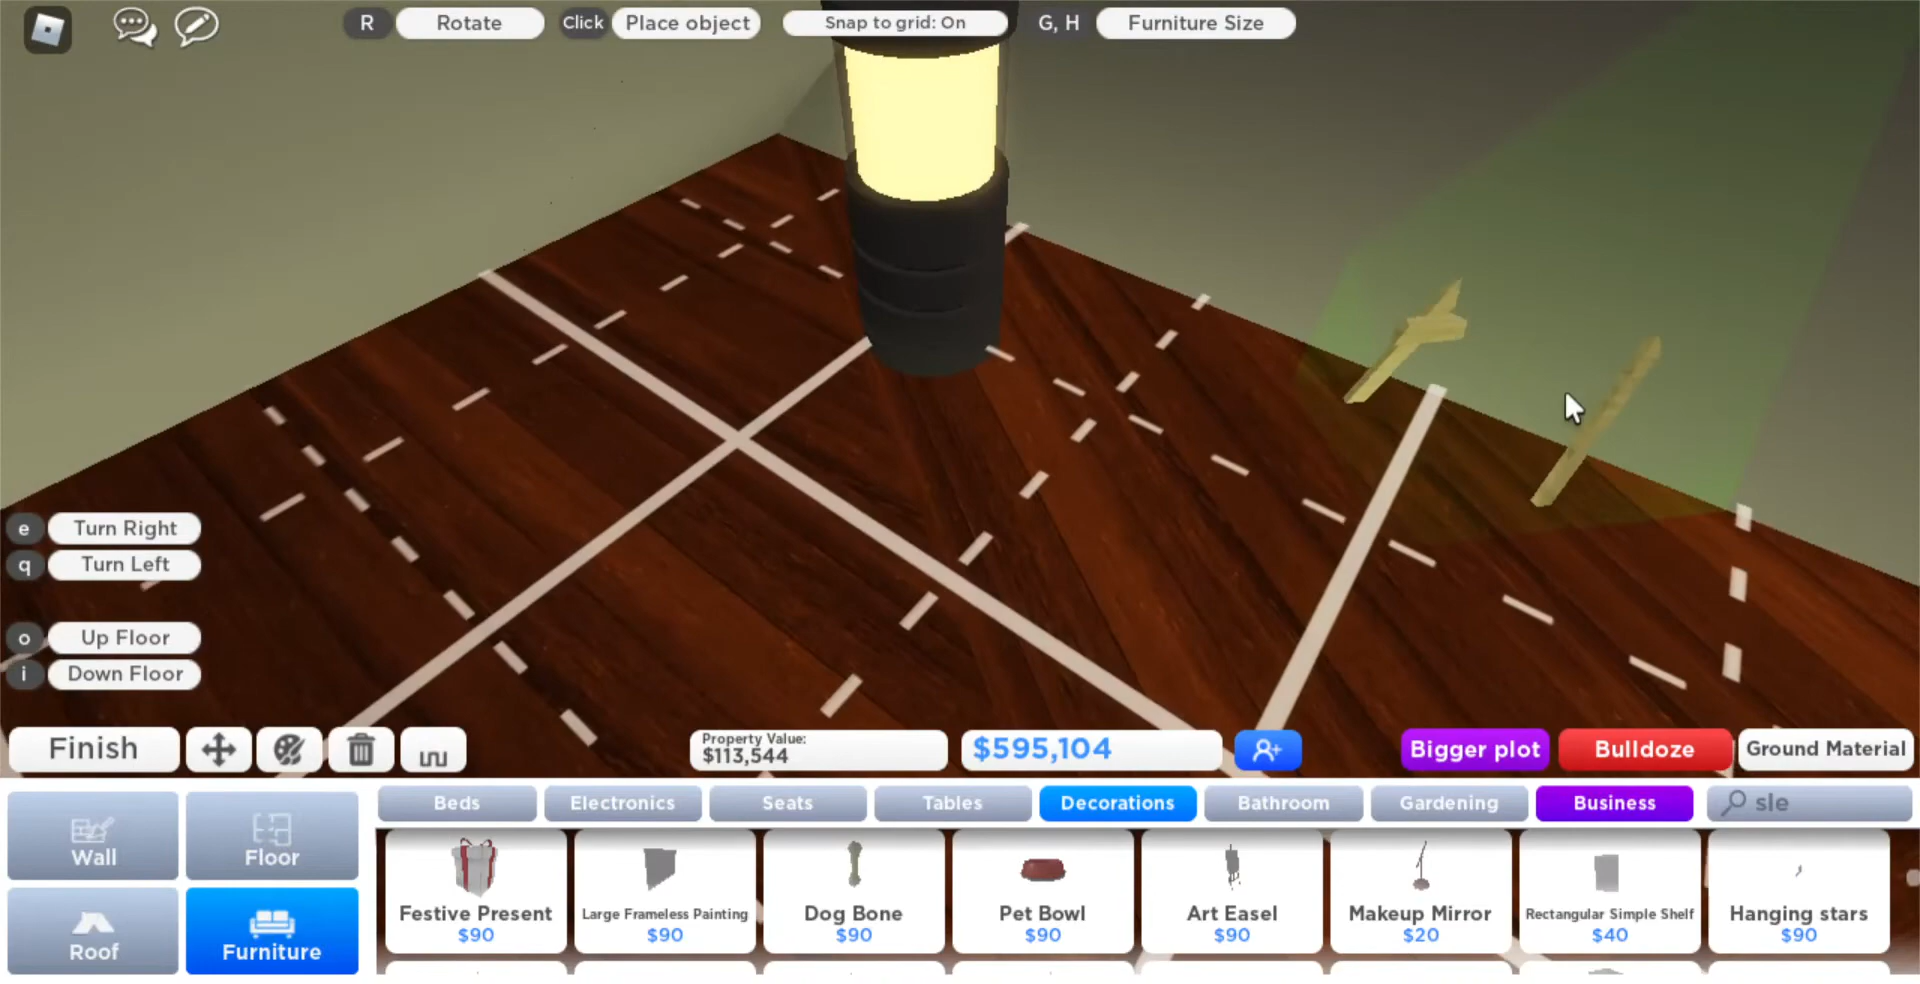 R Rotate Click Place object Snap to grid: On G, H Furniture Size
e Turn Right
q Turn Left
o Up Floor
i Down Floor
Finish
Property Value:
$113,544
$595,104
Bigger plot Bulldoze Ground Material
Wall Floor
Roof Furniture
Beds Electronics Seats Tables Decorations Bathroom Gardening Business sle
Festive Present Large Frameless Painting Dog Bone Pet Bowl Art Easel Makeup Mirror Rectangular Simple Shelf Hanging stars
$90 $90 $90 $90 $90 $20 $40 $90